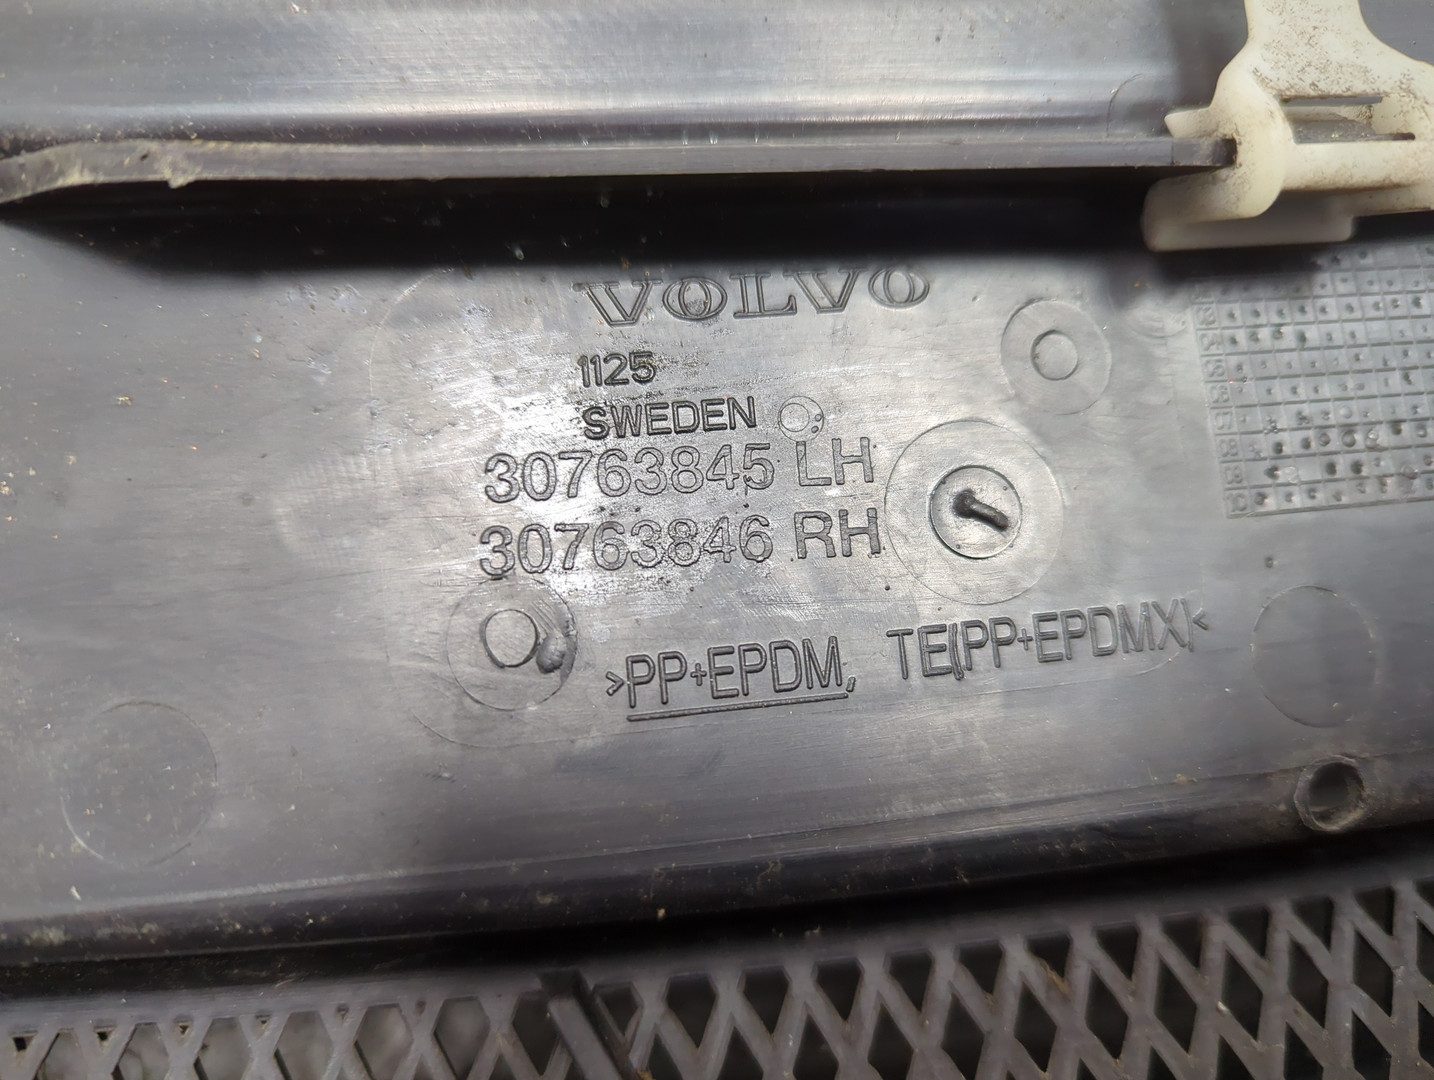 VOLVO
1125
SWEDEN
30763845 LH
30763846 RH
>PP+EPDM, TE(PP+EPDMX)<